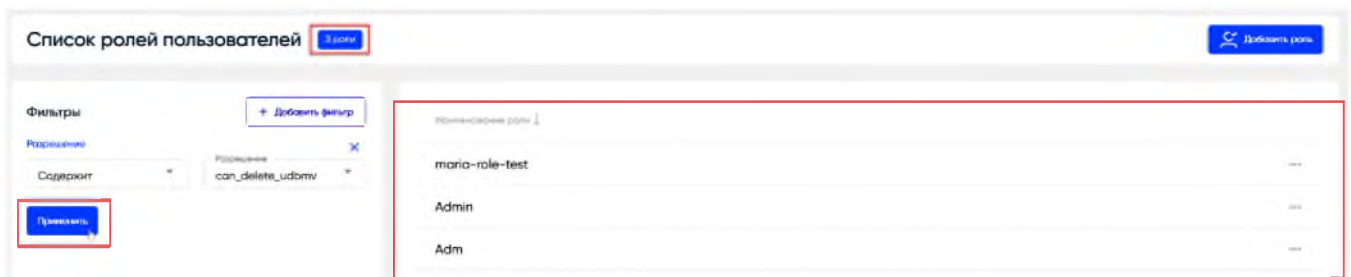 Список ролей пользователей 3 роли
Добавить роль
Фильтры
+ Добавить фильтр
Разрешение
Содержит
Разрешение
can_delete_udbmv
Применить
Наименование роли
maria-role-test
Admin
Adm